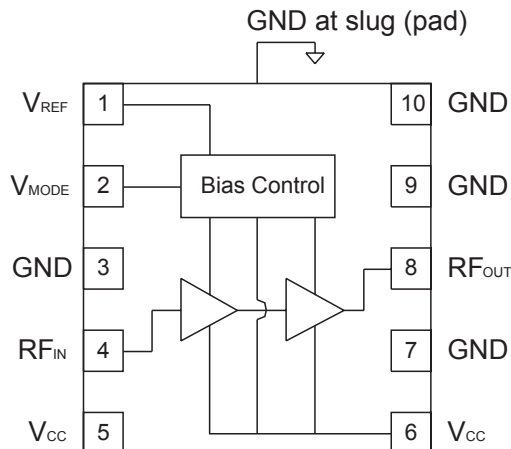 GND at slug (pad)
VREF 1 10 GND
VMODE 2 Bias Control 9 GND
GND 3 8 RFOUT
RFIN 4 7 GND
VCC 5 6 VCC